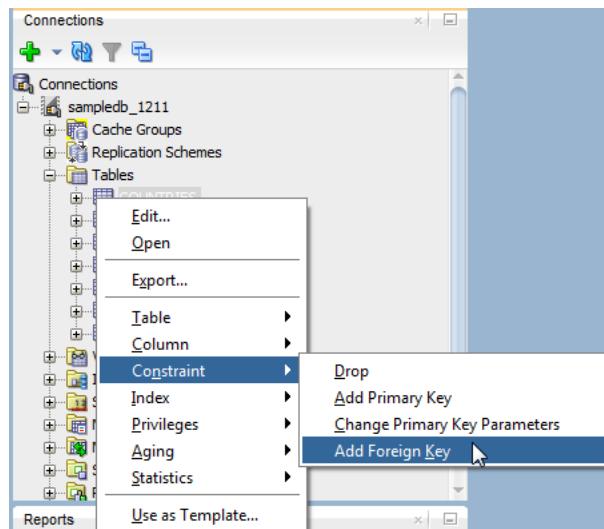 Connections
Connections
sampledb_1211
Cache Groups
Replication Schemes
Tables
COUNTRIES
Edit...
Open
Export...
Table
Column
Constraint
Index
Privileges
Aging
Statistics
Use as Template...
Drop
Add Primary Key
Change Primary Key Parameters
Add Foreign Key
Reports